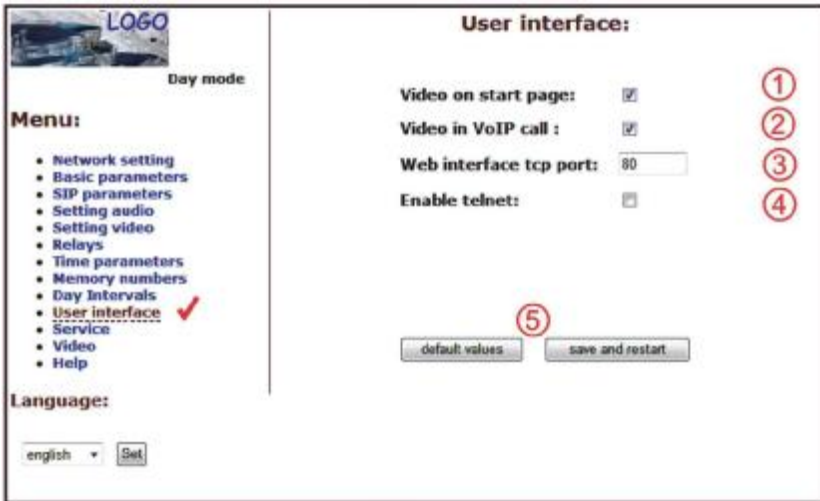 LOGO
Day mode
Menu:
Network setting
Basic parameters
SIP parameters
Setting audio
Setting video
Relays
Time parameters
Memory numbers
Day Intervals
User interface
Service
Video
Help
Language:
english
Set
User interface:
Video on start page:
1
Video in VoIP call :
2
Web interface tcp port: 80
3
Enable telnet:
4
5
default values
save and restart